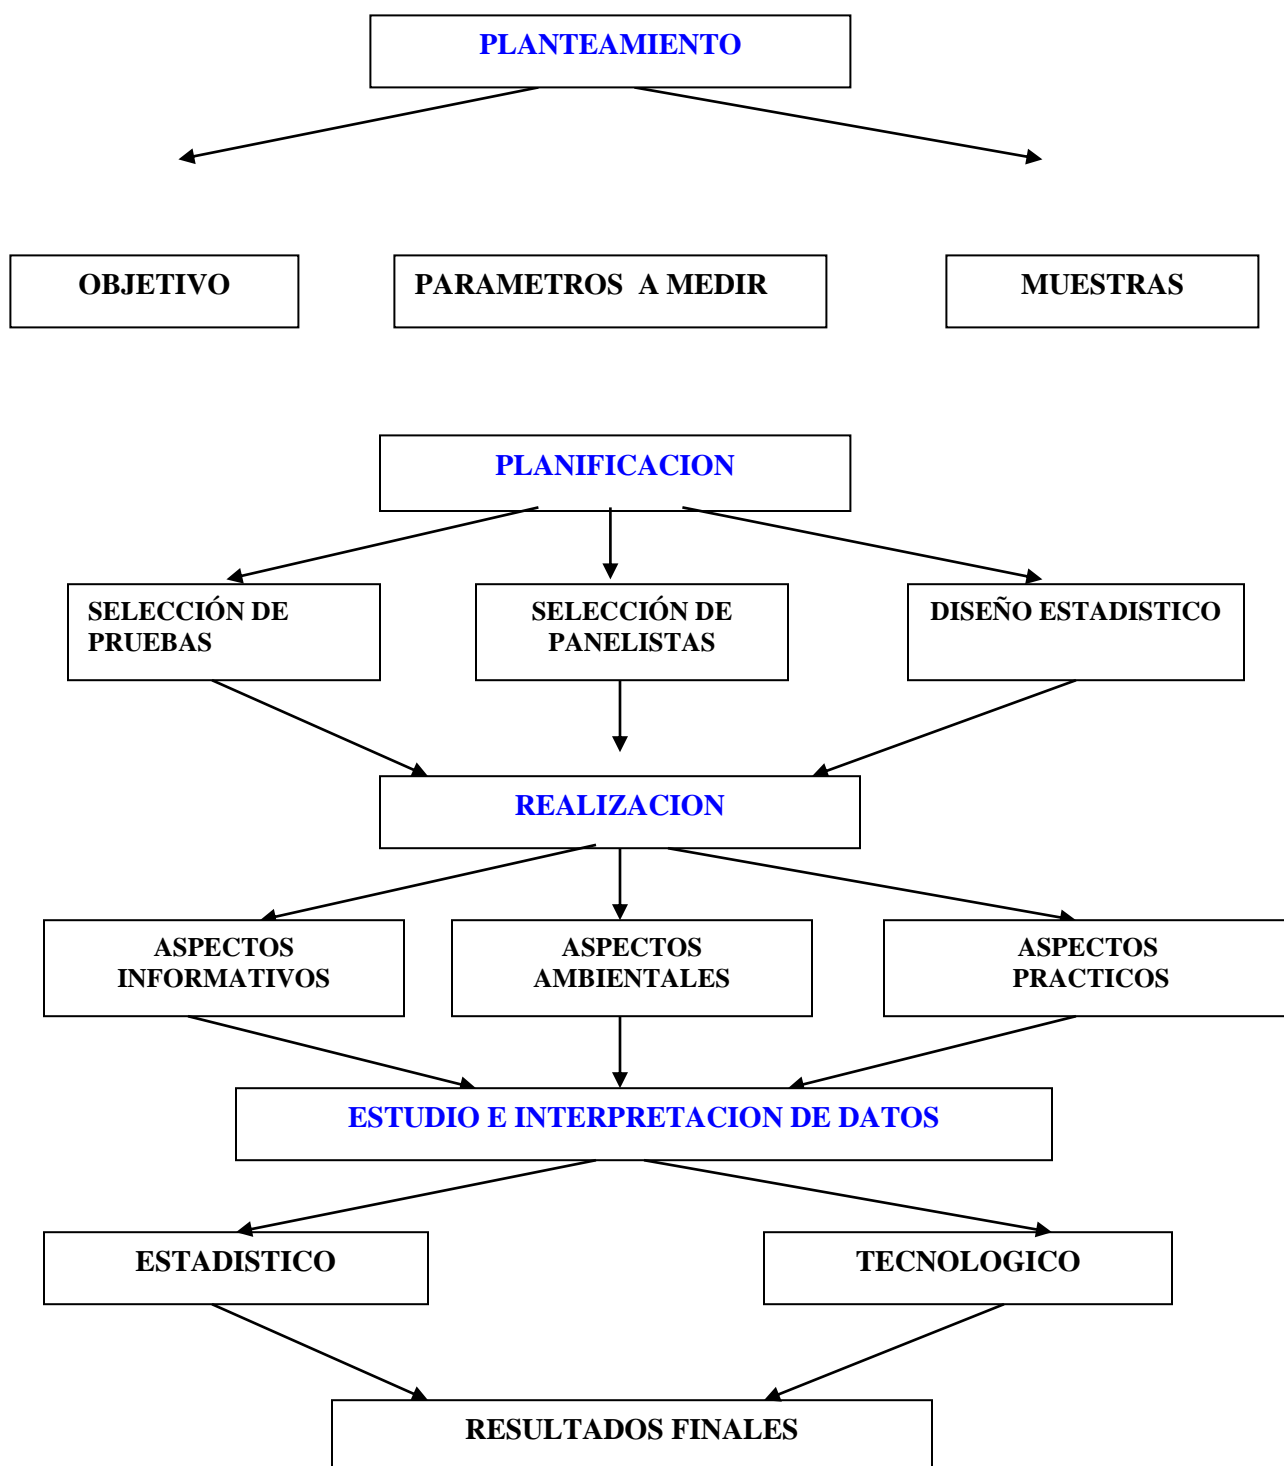 PLANTEAMIENTO
OBJETIVO
PARAMETROS A MEDIR
MUESTRAS
PLANIFICACION
SELECCIÓN DE
PRUEBAS
SELECCIÓN DE
PANELISTAS
DISEÑO ESTADISTICO
REALIZACION
ASPECTOS
INFORMATIVOS
ASPECTOS
AMBIENTALES
ASPECTOS
PRACTICOS
ESTUDIO E INTERPRETACION DE DATOS
ESTADISTICO
TECNOLOGICO
RESULTADOS FINALES